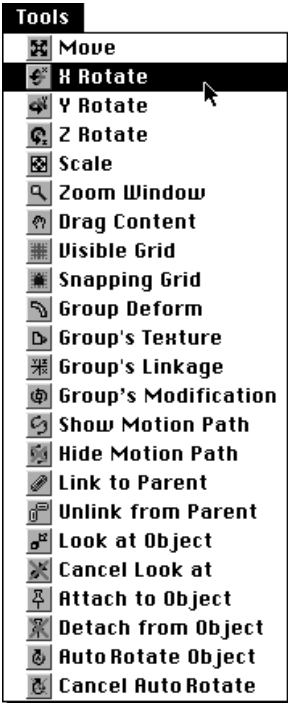 Tools
Move
X Rotate
Y Rotate
Z Rotate
Scale
Zoom Window
Drag Content
Visible Grid
Snapping Grid
Group Deform
Group's Texture
Group's Linkage
Group’s Modification
Show Motion Path
Hide Motion Path
Link to Parent
Unlink from Parent
Look at Object
Cancel Look at
Attach to Object
Detach from Object
Auto Rotate Object
Cancel Auto Rotate